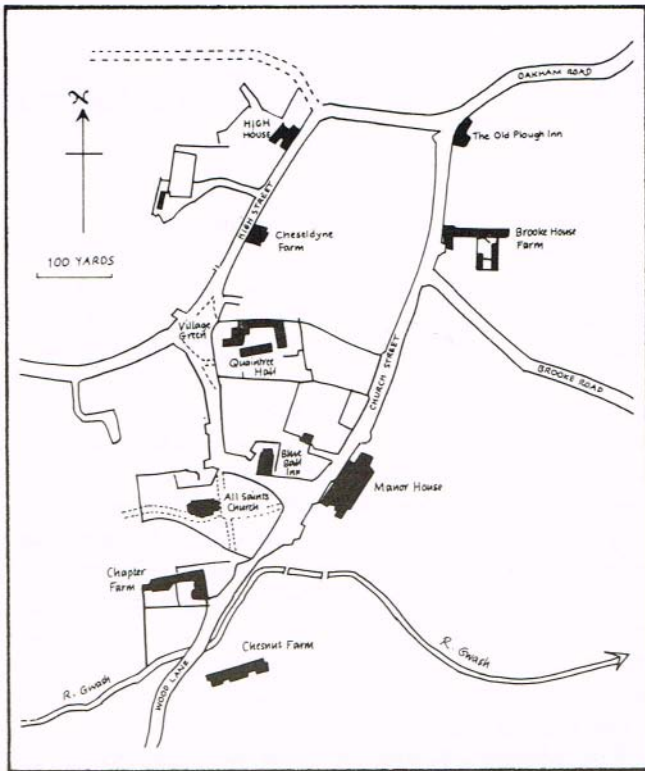 OAKHAM ROAD
N
HIGH
HOUSE
The Old Plough Inn
HIGH STREET
Cheseldyne
Farm
Brooke House
Farm
100 YARDS
Village
Green
Quaintree
Hall
CHURCH STREET
BROOKE ROAD
Blue
Ball
Inn
Manor House
All Saints
Church
Chapter
Farm
Chesnut Farm
R. Gwash
R. Gwash
WOOD LANE